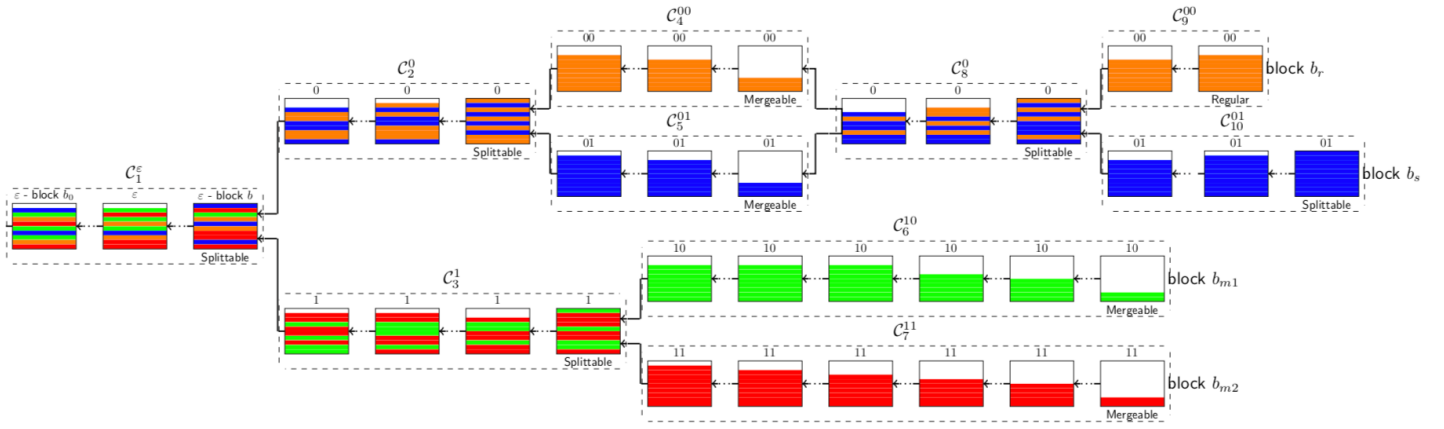 C_1^ε
ε - block b_0
ε
ε - block b
Splittable
C_2^0
0
0
0
Splittable
C_3^1
1
1
1
1
Splittable
C_4^00
00
00
00
Mergeable
C_5^01
01
01
01
Mergeable
C_8^0
0
0
0
Splittable
C_9^00
00
00
Regular
block b_r
C_10^01
01
01
01
Splittable
block b_s
C_6^10
10
10
10
10
10
10
Mergeable
block b_m1
C_7^11
11
11
11
11
11
11
Mergeable
block b_m2